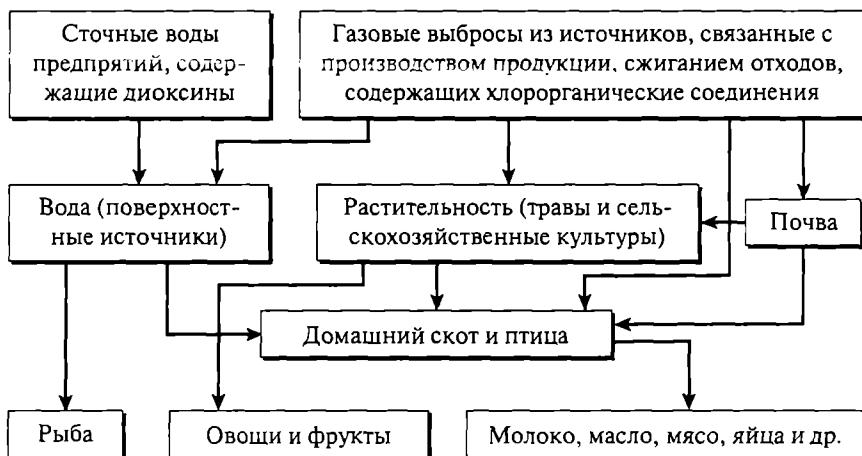 Сточные воды
предпрятий, содер-
жащие диоксины
Газовые выбросы из источников, связанные с
производством продукции, сжиганием отходов,
содержащих хлорорганические соединения
Вода (поверхност-
ные источники)
Растительность (травы и сель-
скохозяйственные культуры)
Почва
Домашний скот и птица
Рыба
Овощи и фрукты
Молоко, масло, мясо, яйца и др.